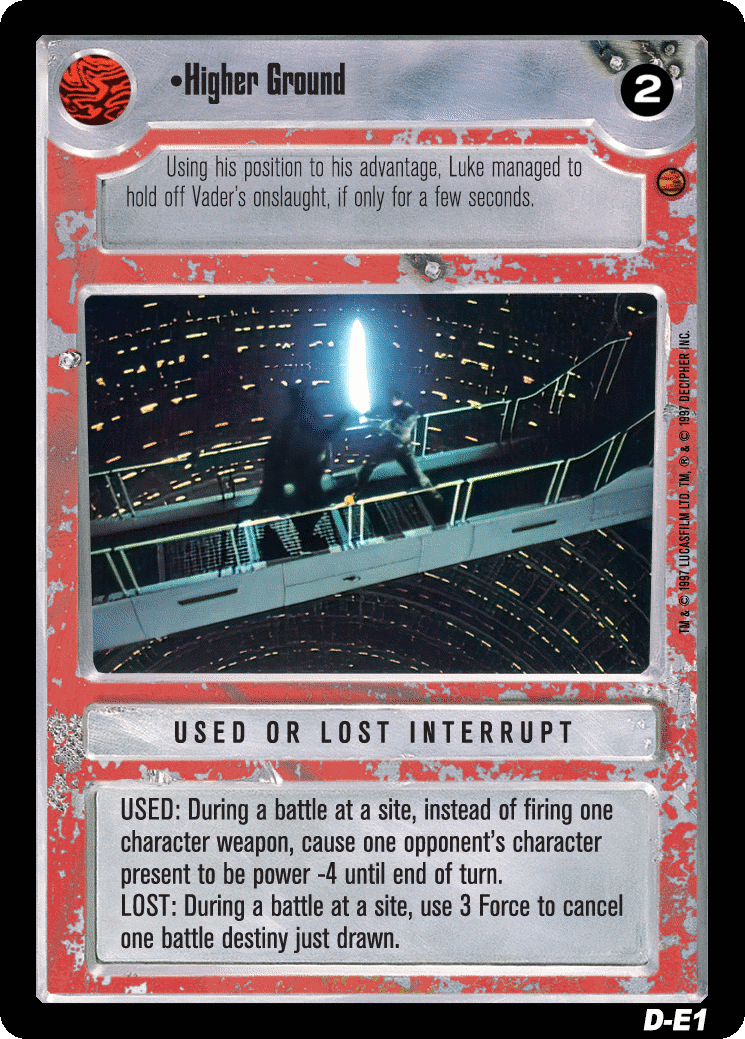 •Higher Ground
2
Using his position to his advantage, Luke managed to
hold off Vader's onslaught, if only for a few seconds.
TM & © 1997 LUCASFILM LTD. TM, ® & © 1997 DECIPHER INC.
USED OR LOST INTERRUPT
USED: During a battle at a site, instead of firing one
character weapon, cause one opponent's character
present to be power -4 until end of turn.
LOST: During a battle at a site, use 3 Force to cancel
one battle destiny just drawn.
D-E1